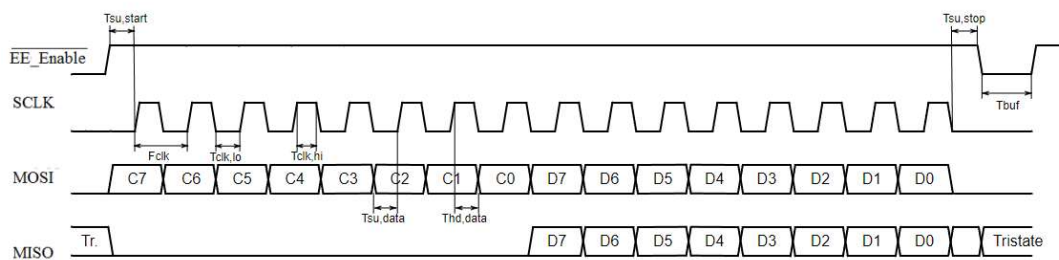 Tsu,start Tsu,stop
EE_Enable
SCLK Tbuf
Fclk Tclk,lo Tclk,hi
MOSI C7 C6 C5 C4 C3 C2 C1 C0 D7 D6 D5 D4 D3 D2 D1 D0
Tsu,data Thd,data
MISO Tr. D7 D6 D5 D4 D3 D2 D1 D0 Tristate